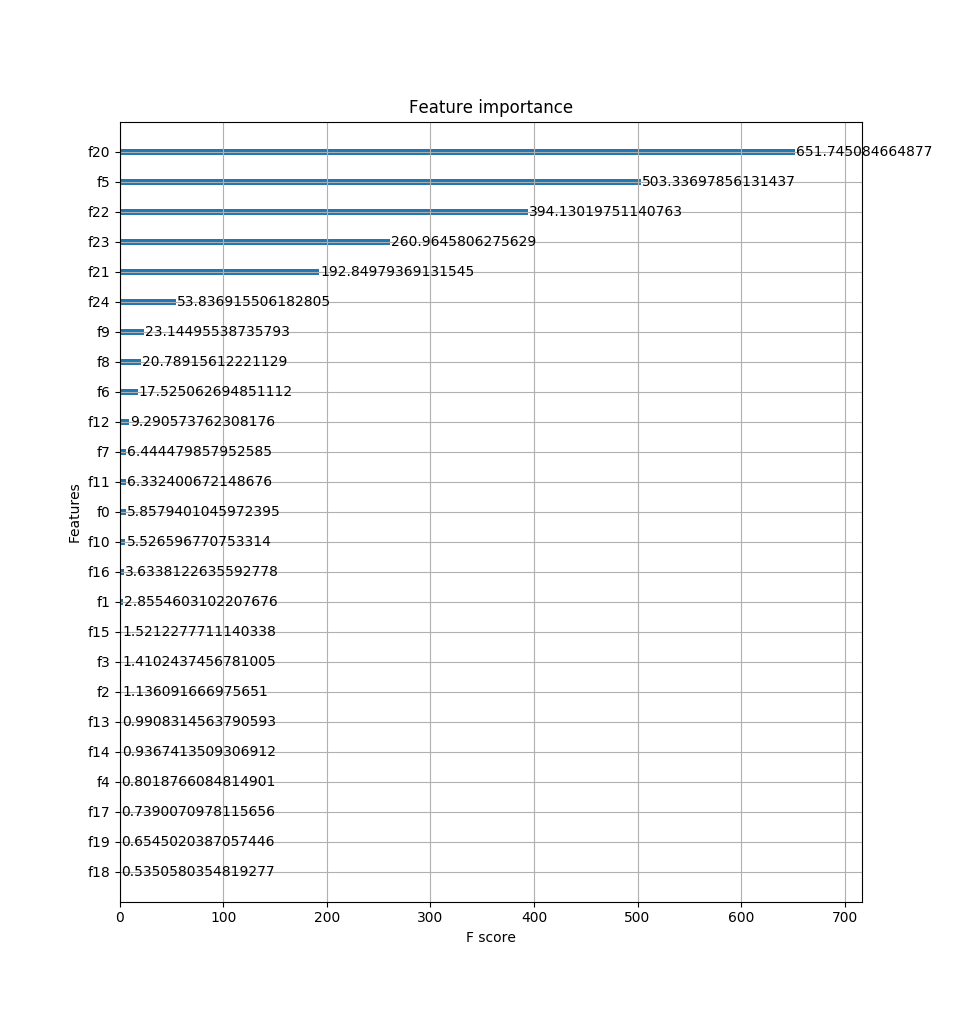 Feature importance
f20 651.745084664877
f5 503.33697856131437
f22 394.13019751140763
f23 260.9645806275629
f21 192.84979369131545
f24 53.836915506182805
f9 23.14495538735793
f8 20.78915612221129
f6 17.525062694851112
f12 9.290573762308176
f7 6.444479857952585
f11 6.332400672148676
f0 5.8579401045972395
f10 5.526596770753314
f16 3.6338122635592778
f1 2.8554603102207676
f15 1.5212277711140338
f3 1.4102437456781005
f2 1.136091666975651
f13 0.9908314563790593
f14 0.9367413509306912
f4 0.8018766084814901
f17 0.7390070978115656
f19 0.6545020387057446
f18 0.5350580354819277
Features
0 100 200 300 400 500 600 700
F score